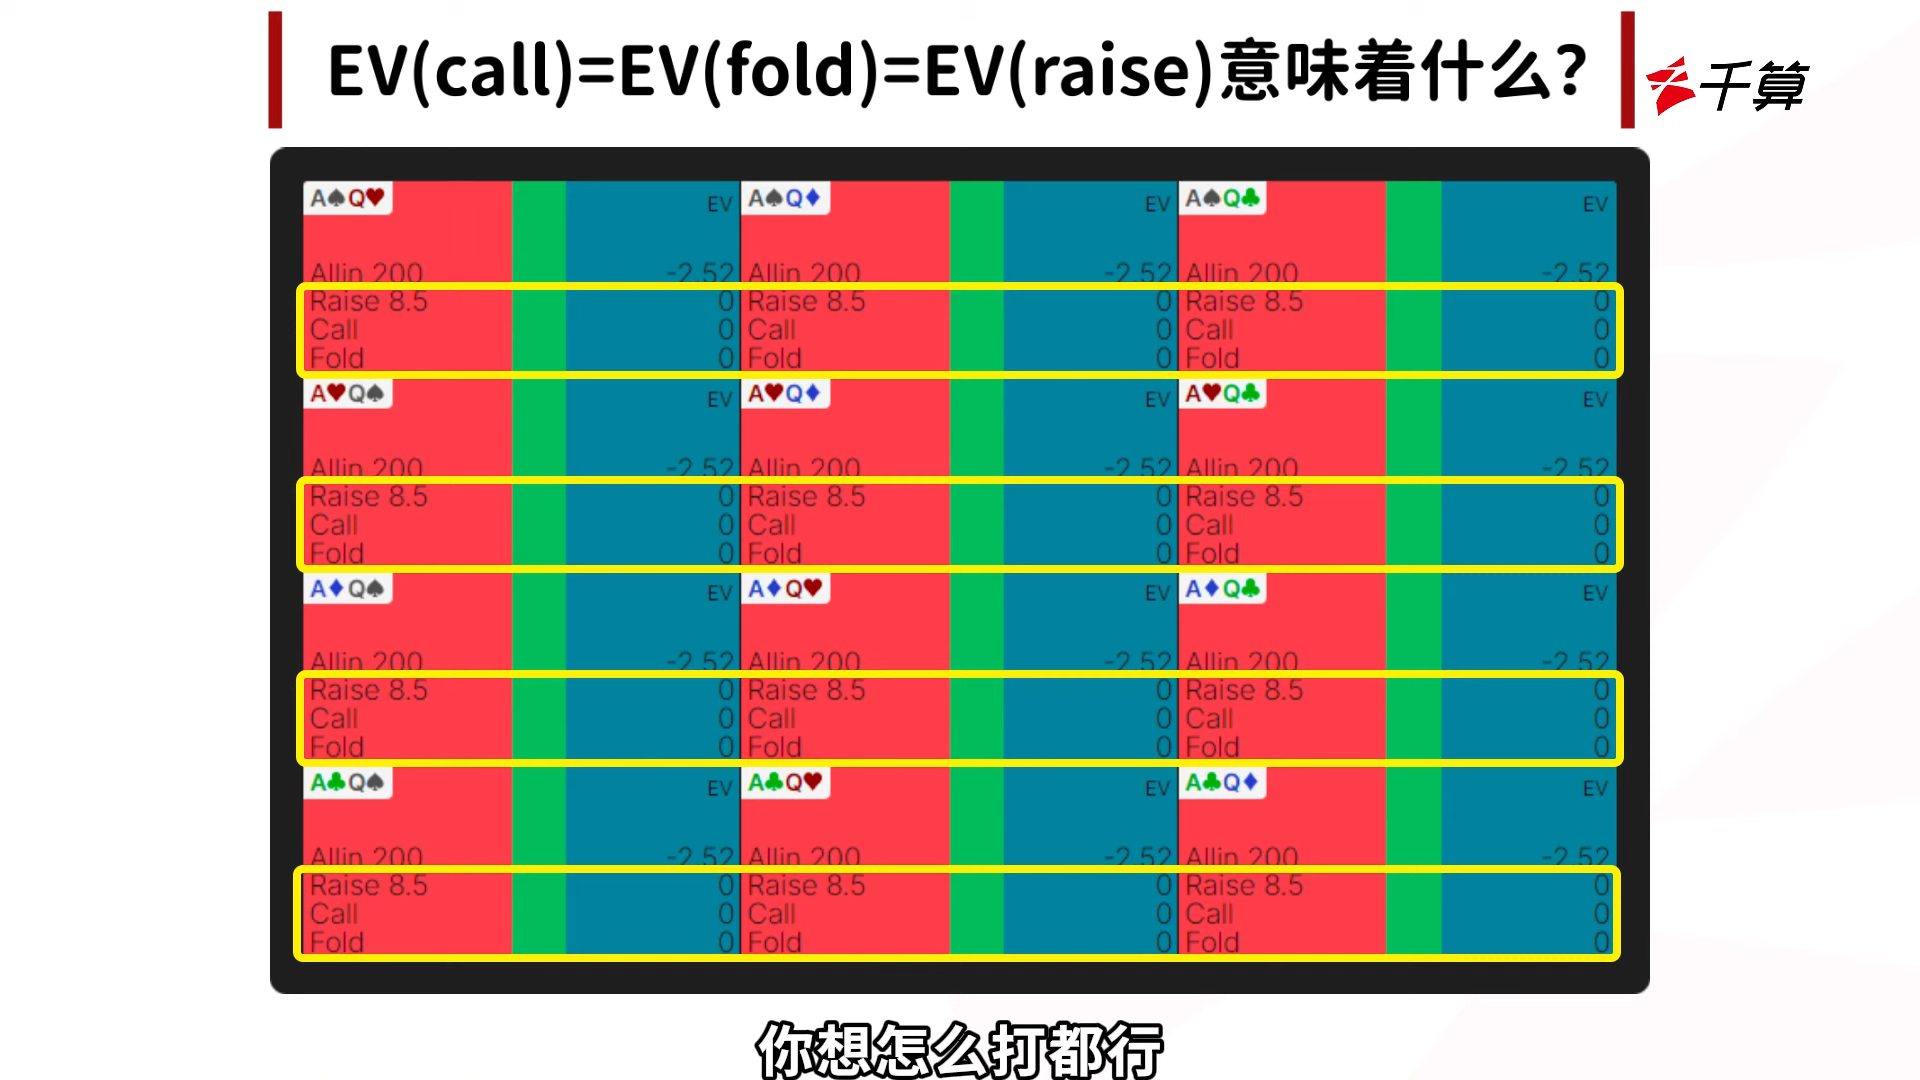 EV(call)=EV(fold)=EV(raise)意味着什么?
千算
A♠Q♥ EV A♠Q♦ EV A♠Q♣ EV
Allin 200 -2.52 Allin 200 -2.52 Allin 200 -2.52
Raise 8.5 0 Raise 8.5 0 Raise 8.5 0
Call 0 Call 0 Call 0
Fold 0 Fold 0 Fold 0
A♥Q♠ EV A♥Q♦ EV A♥Q♣ EV
Allin 200 -2.52 Allin 200 -2.52 Allin 200 -2.52
Raise 8.5 0 Raise 8.5 0 Raise 8.5 0
Call 0 Call 0 Call 0
Fold 0 Fold 0 Fold 0
A♦Q♠ EV A♦Q♥ EV A♦Q♣ EV
Allin 200 -2.52 Allin 200 -2.52 Allin 200 -2.52
Raise 8.5 0 Raise 8.5 0 Raise 8.5 0
Call 0 Call 0 Call 0
Fold 0 Fold 0 Fold 0
A♣Q♠ EV A♣Q♥ EV A♣Q♦ EV
Allin 200 -2.52 Allin 200 -2.52 Allin 200 -2.52
Raise 8.5 0 Raise 8.5 0 Raise 8.5 0
Call 0 Call 0 Call 0
Fold 0 Fold 0 Fold 0
你想怎么打都行